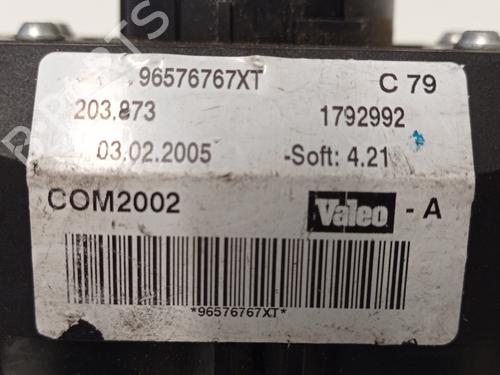 96576767XT C 79
203.873 1792992
03.02.2005 -Soft: 4.21
COM2002 Valeo - A
*96576767XT*